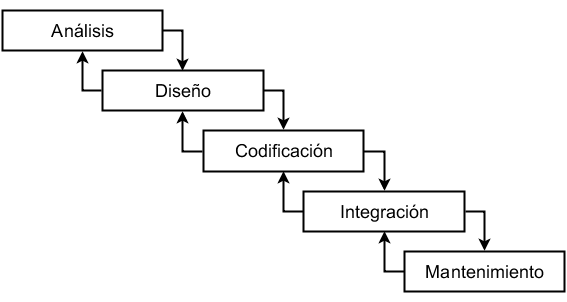 Análisis
Diseño
Codificación
Integración
Mantenimiento